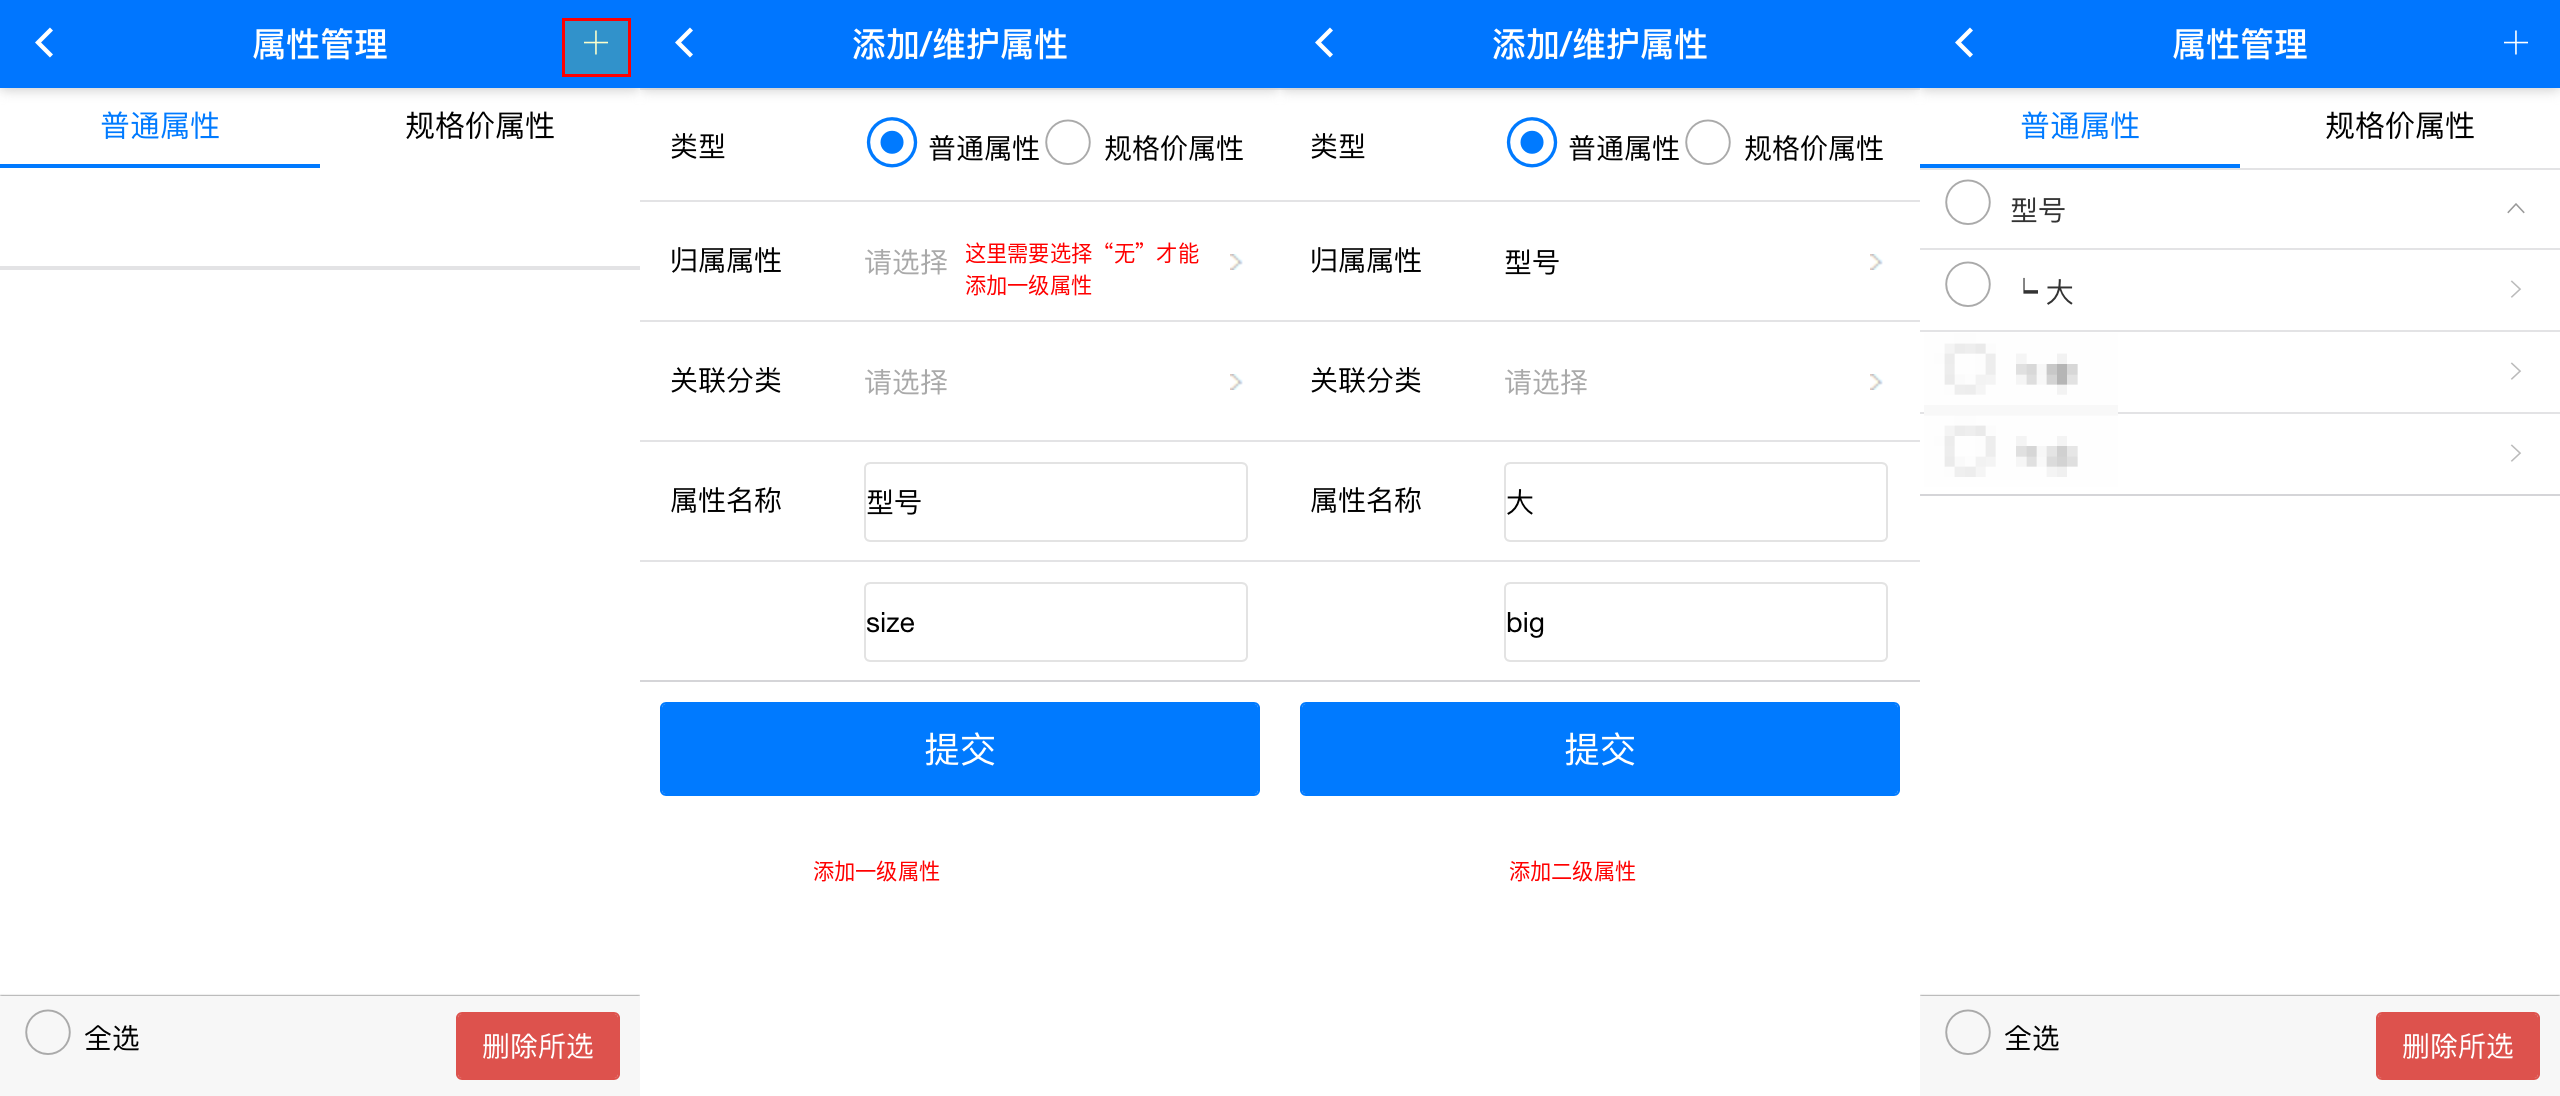 属性管理
普通属性
规格价属性
全选
删除所选
添加/维护属性
类型
普通属性
规格价属性
归属属性
请选择
这里需要选择“无”才能
添加一级属性
关联分类
请选择
属性名称
型号
size
提交
添加一级属性
添加/维护属性
类型
普通属性
规格价属性
归属属性
型号
关联分类
请选择
属性名称
大
big
提交
添加二级属性
属性管理
普通属性
规格价属性
型号
┕ 大
全选
删除所选